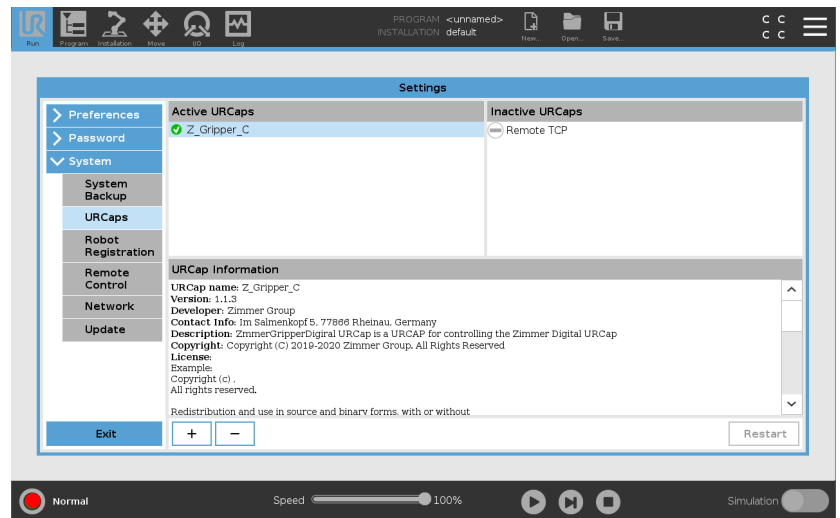 UR
PROGRAM <unnamed>
INSTALLATION default
Run
Program
Installation
Move
I/O
Log
New...
Open...
Save...
C C
C C
Settings
Preferences
Password
System
System
Backup
URCaps
Robot
Registration
Remote
Control
Network
Update
Exit
Active URCaps
Z_Gripper_C
Inactive URCaps
Remote TCP
URCap Information
URCap name: Z_Gripper_C
Version: 1.1.3
Developer: Zimmer Group
Contact Info: Im Salmenkopf 5, 77866 Rheinau, Germany
Description: ZmmerGripperDigiral URCap is a URCAP for controlling the Zimmer Digital URCap
Copyright: Copyright (C) 2019-2020 Zimmer Group, All Rights Reserved
License:
Example:
Copyright (c) ,
All rights reserved.
Redistribution and use in source and binary forms, with or without
+
−
Restart
Normal
Speed
100%
Simulation